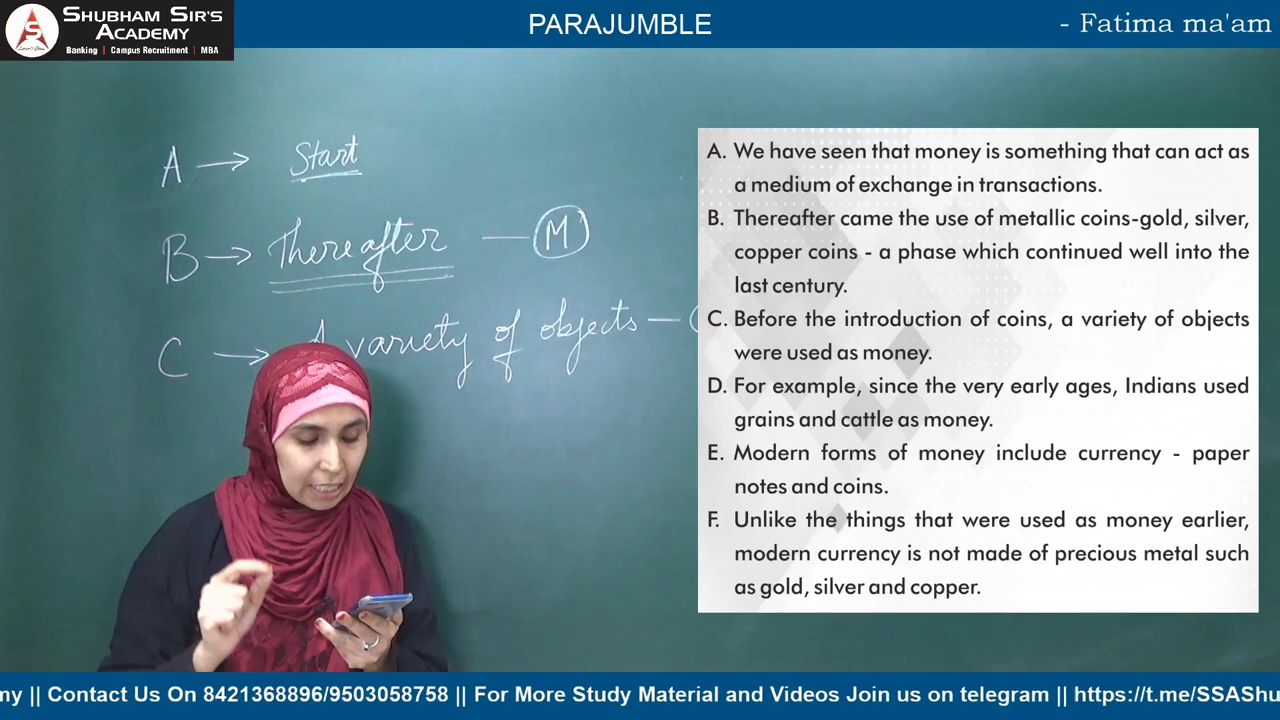 SHUBHAM SIR'S
ACADEMY
Banking | Campus Recruitment | MBA
PARAJUMBLE
- Fatima ma'am
A → Start
B → Thereafter — M
C → A variety of objects —
A. We have seen that money is something that can act as
a medium of exchange in transactions.
B. Thereafter came the use of metallic coins-gold, silver,
copper coins - a phase which continued well into the
last century.
C. Before the introduction of coins, a variety of objects
were used as money.
D. For example, since the very early ages, Indians used
grains and cattle as money.
E. Modern forms of money include currency - paper
notes and coins.
F. Unlike the things that were used as money earlier,
modern currency is not made of precious metal such
as gold, silver and copper.
my || Contact Us On 8421368896/9503058758 || For More Study Material and Videos Join us on telegram || https://t.me/SSAShu